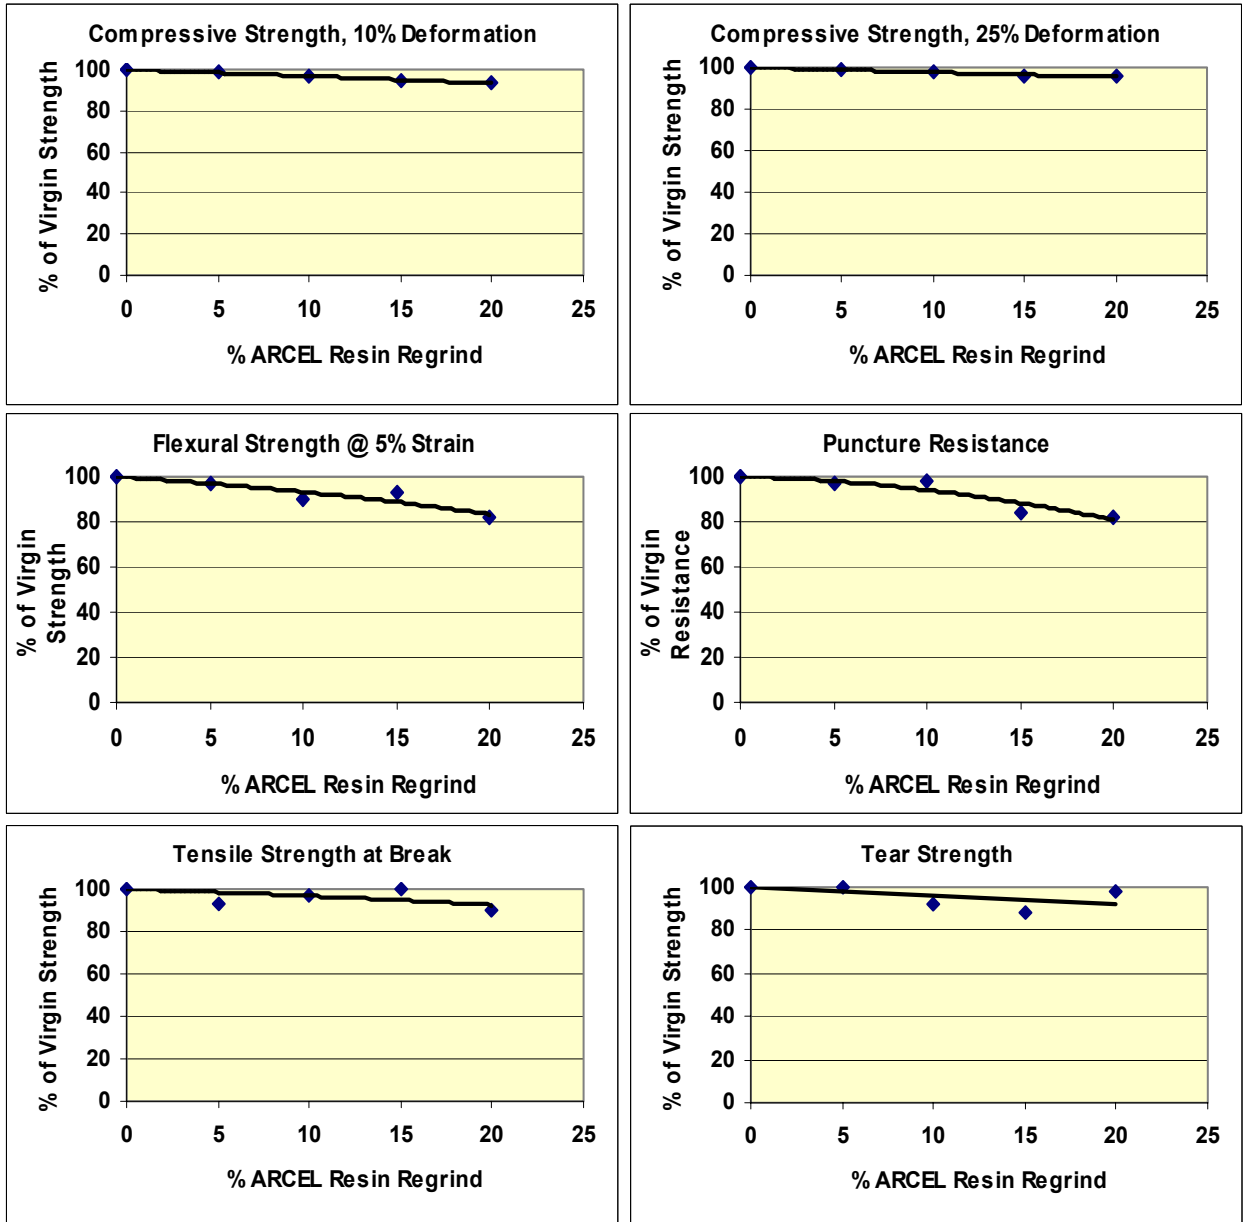 Compressive Strength, 10% Deformation
% of Virgin Strength
100
80
60
40
20
0
0 5 10 15 20 25
% ARCEL Resin Regrind
Compressive Strength, 25% Deformation
% of Virgin Strength
100
80
60
40
20
0
0 5 10 15 20 25
% ARCEL Resin Regrind
Flexural Strength @ 5% Strain
% of Virgin
Strength
100
80
60
40
20
0
0 5 10 15 20 25
% ARCEL Resin Regrind
Puncture Resistance
% of Virgin
Resistance
100
80
60
40
20
0
0 5 10 15 20 25
% ARCEL Resin Regrind
Tensile Strength at Break
% of Virgin Strength
100
80
60
40
20
0
0 5 10 15 20 25
% ARCEL Resin Regrind
Tear Strength
% of Virgin Strength
100
80
60
40
20
0
0 5 10 15 20 25
% ARCEL Resin Regrind